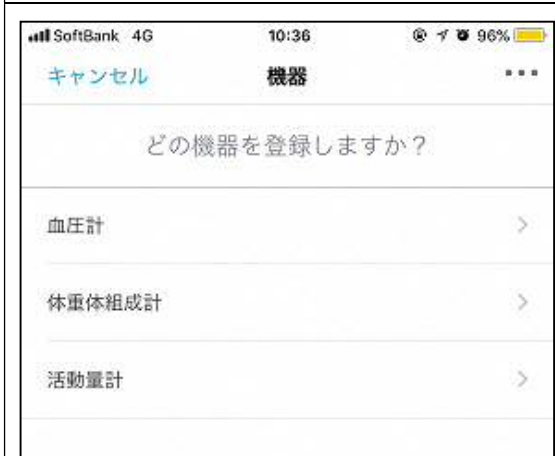 SoftBank 4G 10:36 96%
キャンセル 機器 •••
どの機器を登録しますか？
血圧計
体重体組成計
活動量計